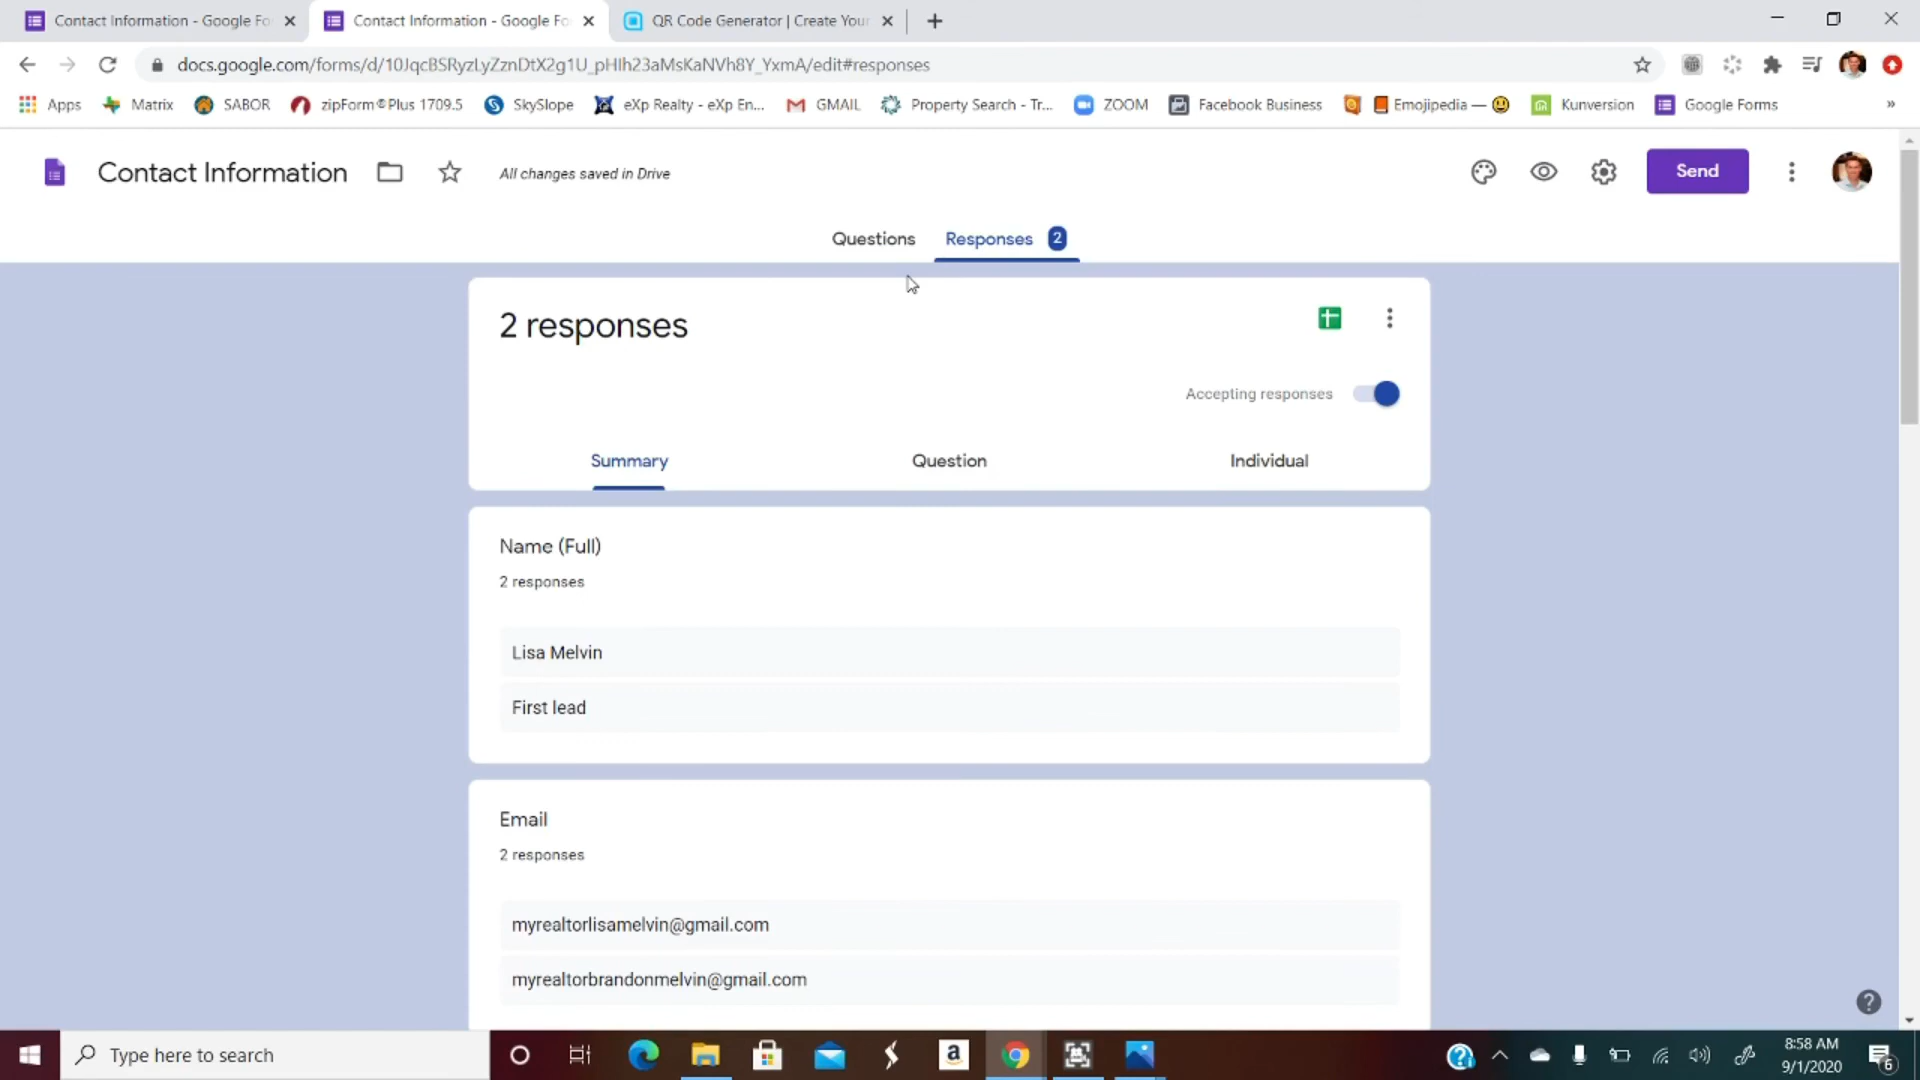 Contact Information - Google Fo
Contact Information - Google Fo
QR Code Generator | Create Your
docs.google.com/forms/d/10JqcBSRyzLyZznDtX2g1U_pHIh23aMsKaNVh8Y_YxmA/edit#responses
Apps Matrix SABOR zipForm®Plus 1709.5 SkySlope eXp Realty - eXp En... GMAIL Property Search - Tr... ZOOM Facebook Business Emojipedia — 😃 Kunversion Google Forms »
Contact Information
All changes saved in Drive
Send
Questions
Responses 2
2 responses
Accepting responses
Summary
Question
Individual
Name (Full)
2 responses
Lisa Melvin
First lead
Email
2 responses
myrealtorlisamelvin@gmail.com
myrealtorbrandonmelvin@gmail.com
Type here to search
8:58 AM
9/1/2020
6